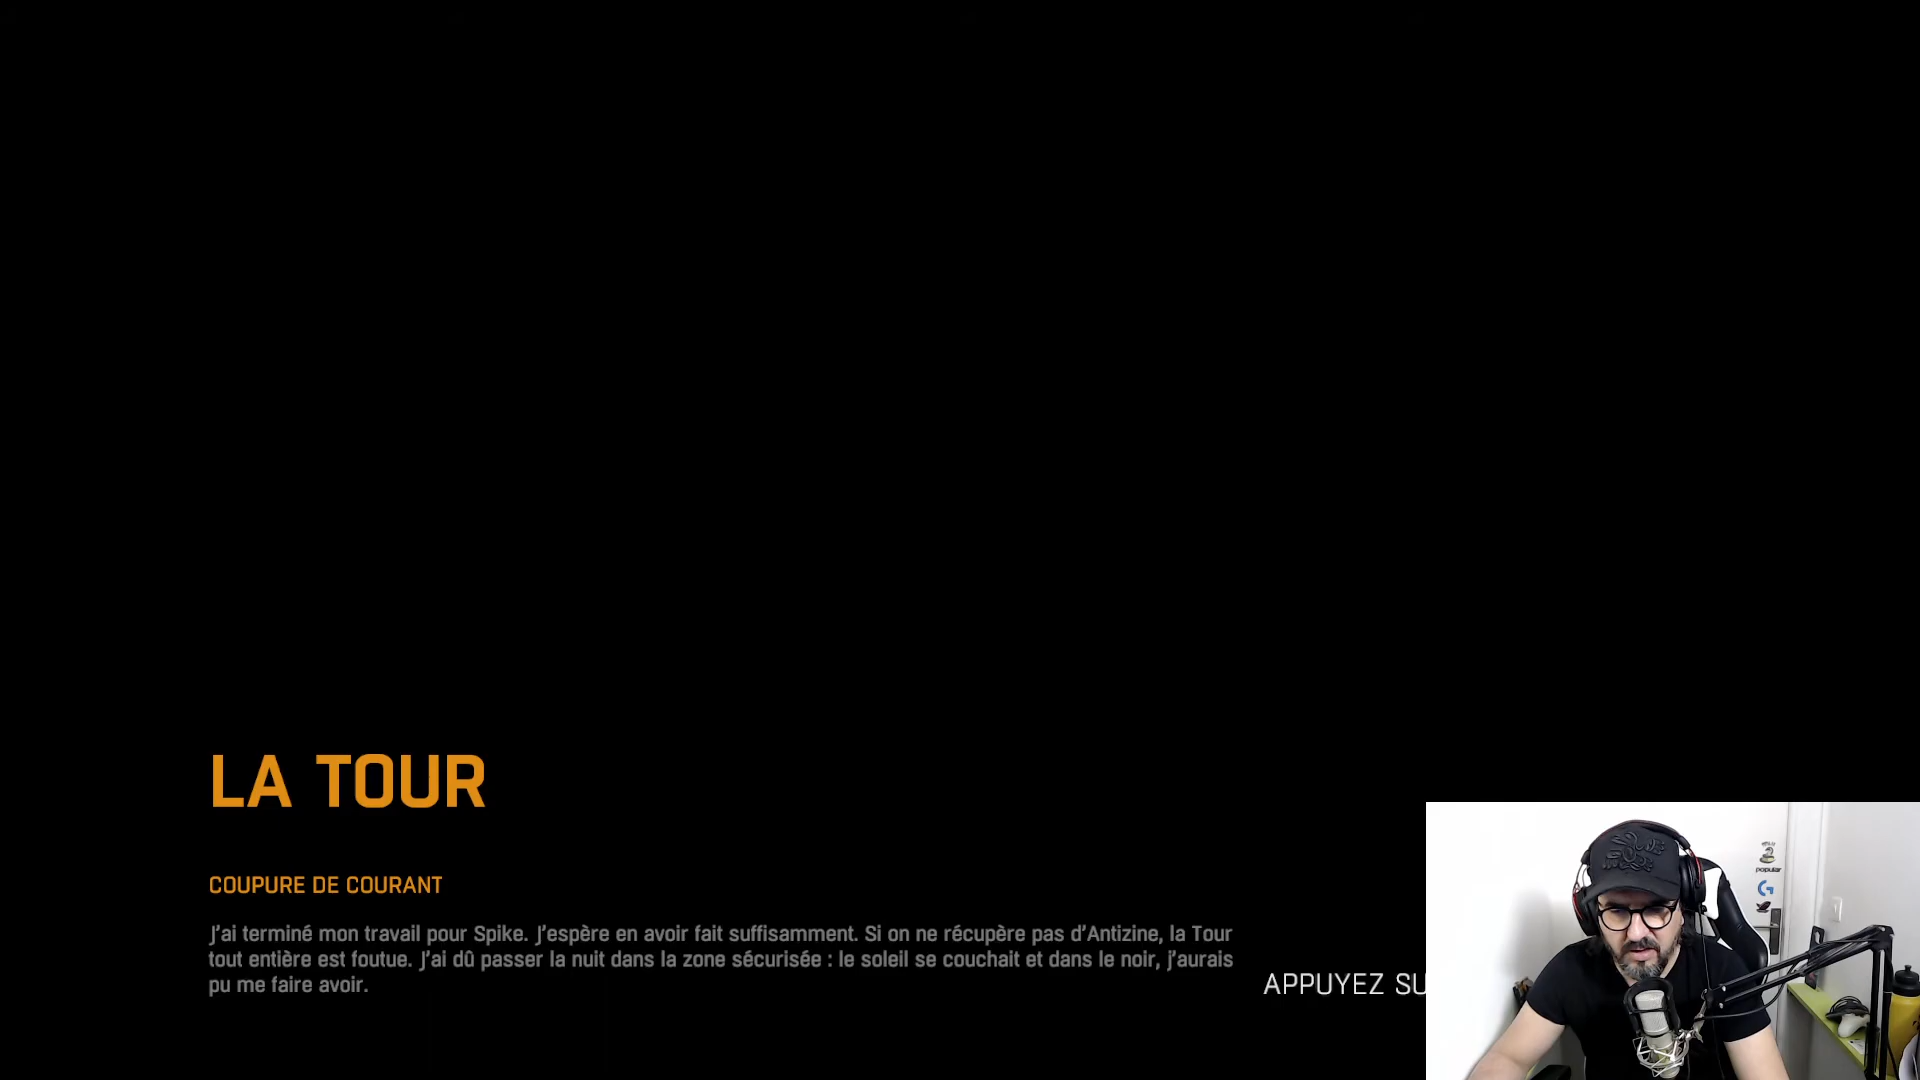 LA TOUR
COUPURE DE COURANT
J'ai terminé mon travail pour Spike. J'espère en avoir fait suffisamment. Si on ne récupère pas d'Antizine, la Tour
tout entière est foutue. J'ai dû passer la nuit dans la zone sécurisée : le soleil se couchait et dans le noir, j'aurais
pu me faire avoir.
APPUYEZ SU
popular